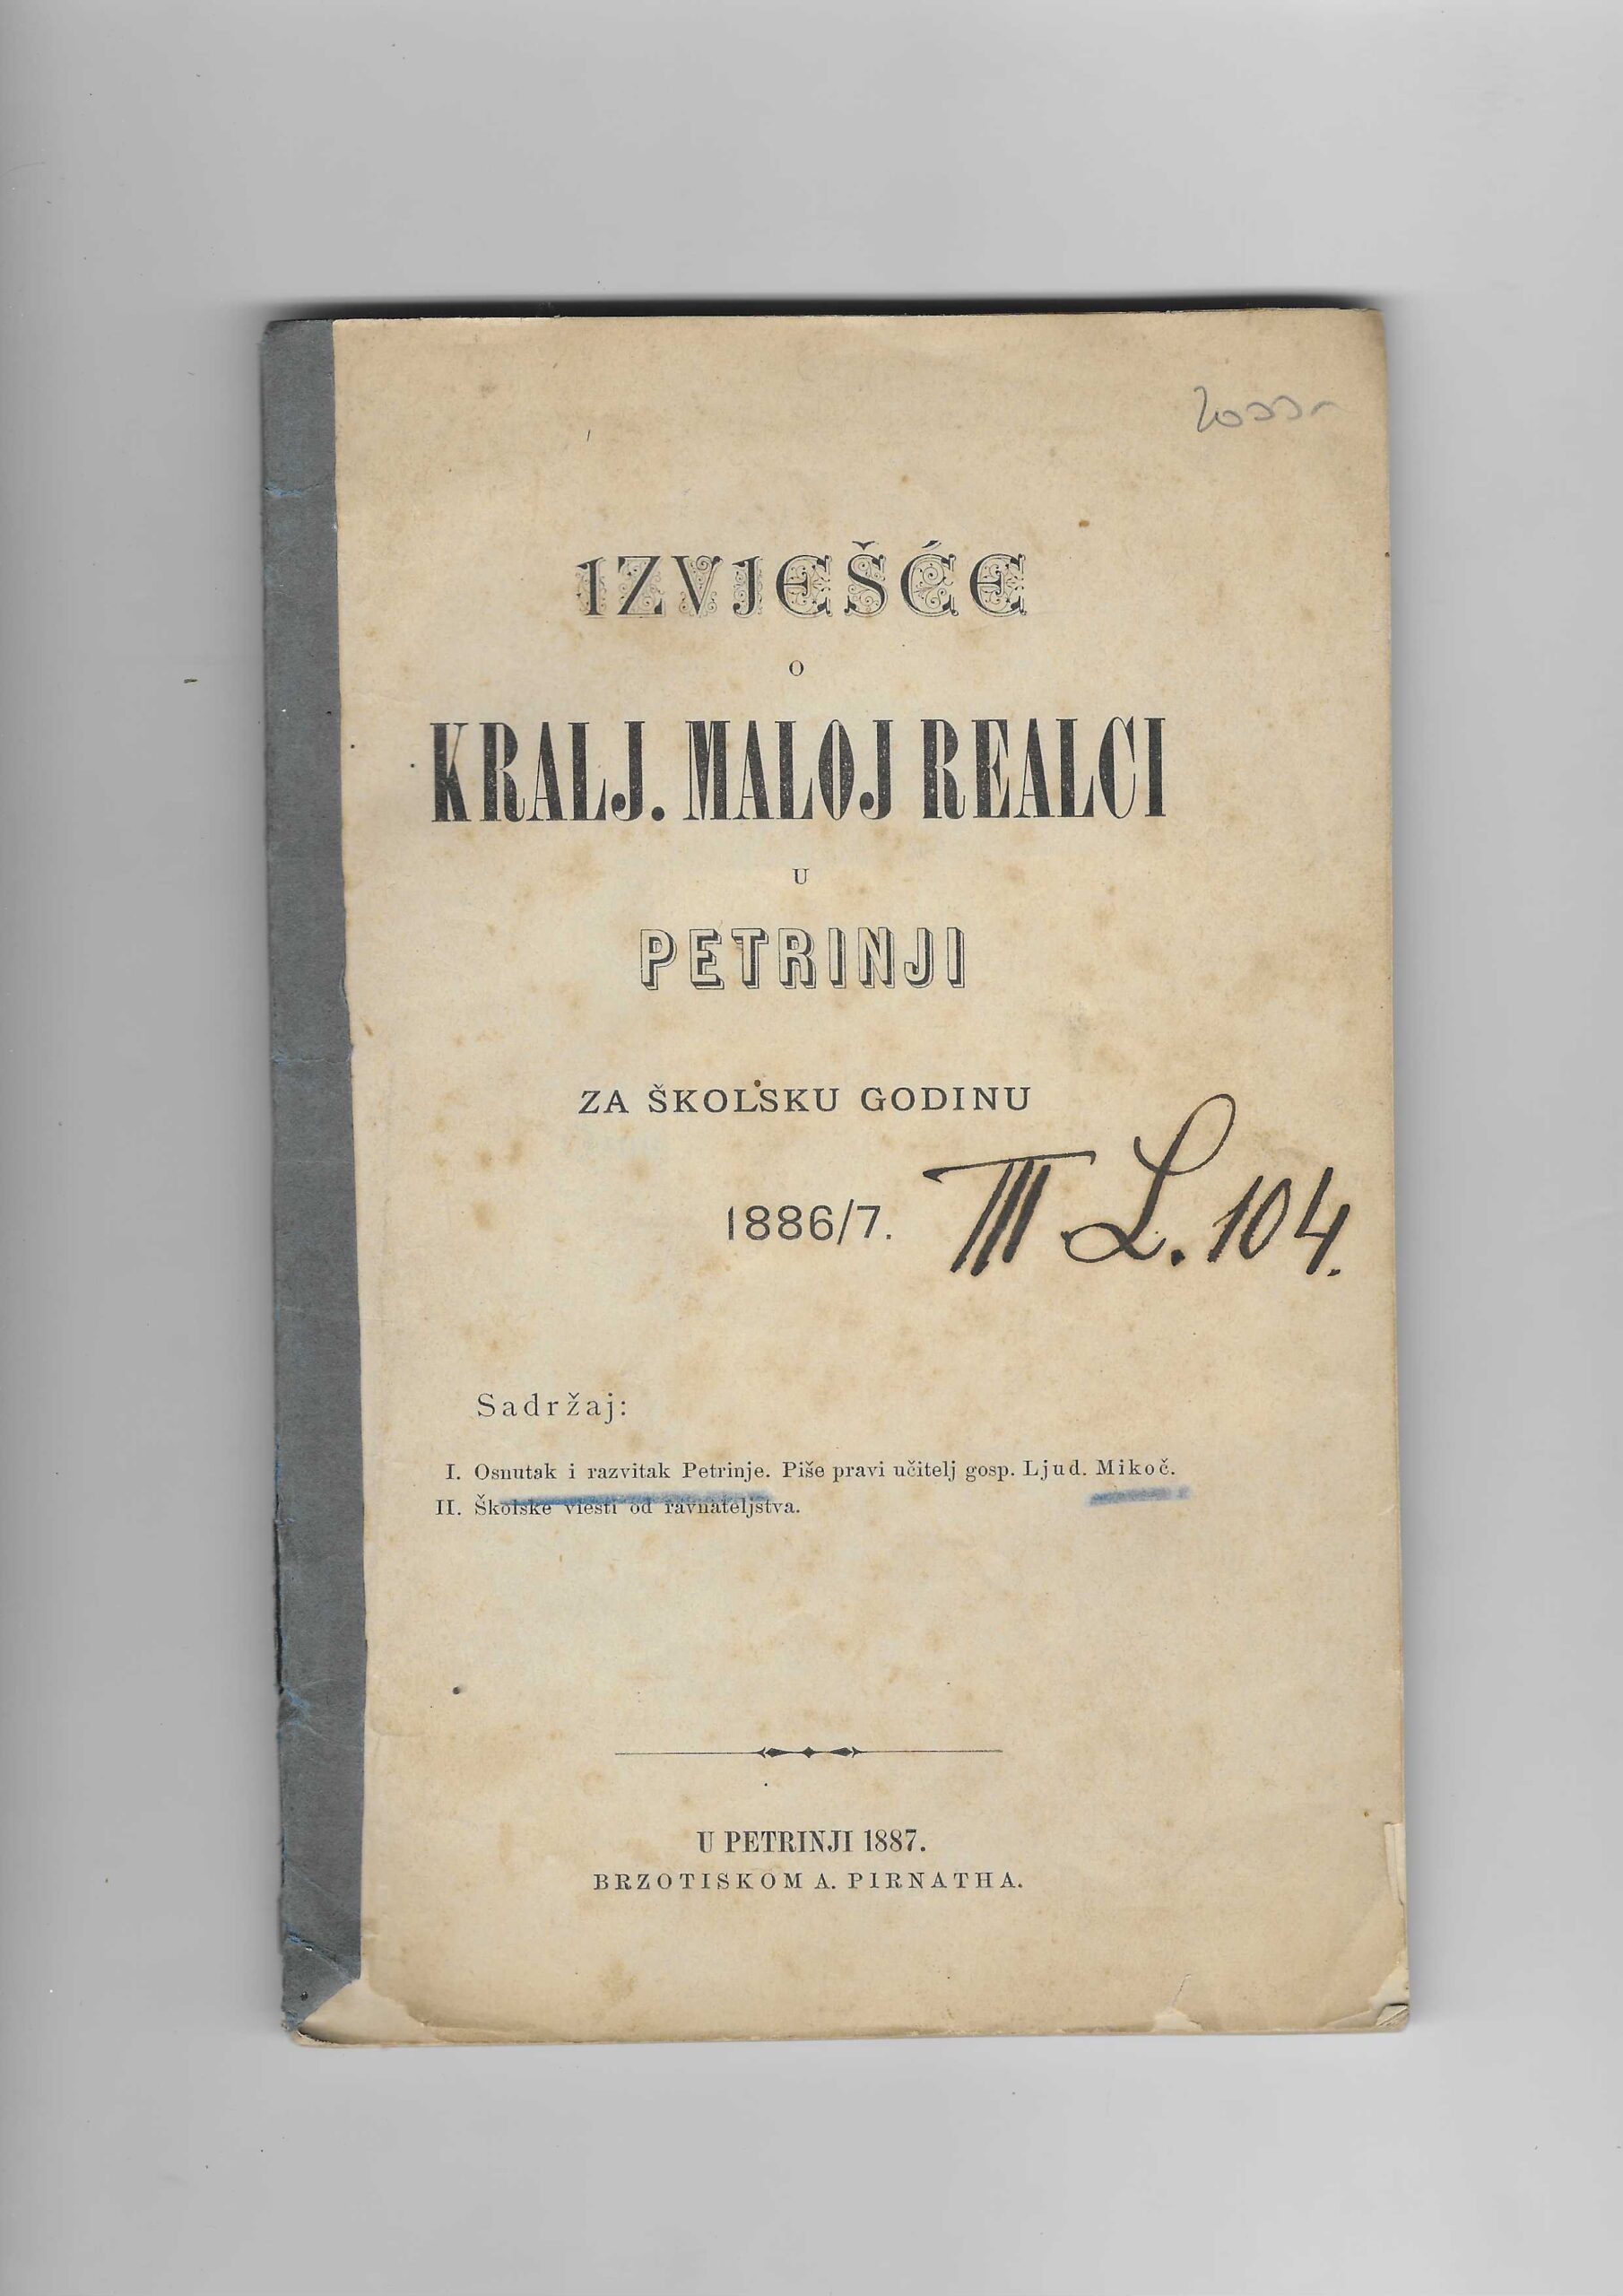 IZVJEŠĆE
O
KRALJ. MALOJ REALCI
U
PETRINJI
ZA ŠKOLSKU GODINU
1886/7. III L. 104.
Sadržaj:
I. Osnutak i razvitak Petrinje. Piše pravi učitelj gosp. Ljud. Mikoč.
II. Školske viesti od ravnateljstva.
U PETRINJI 1887.
BRZOTISKOM A. PIRNATHA.